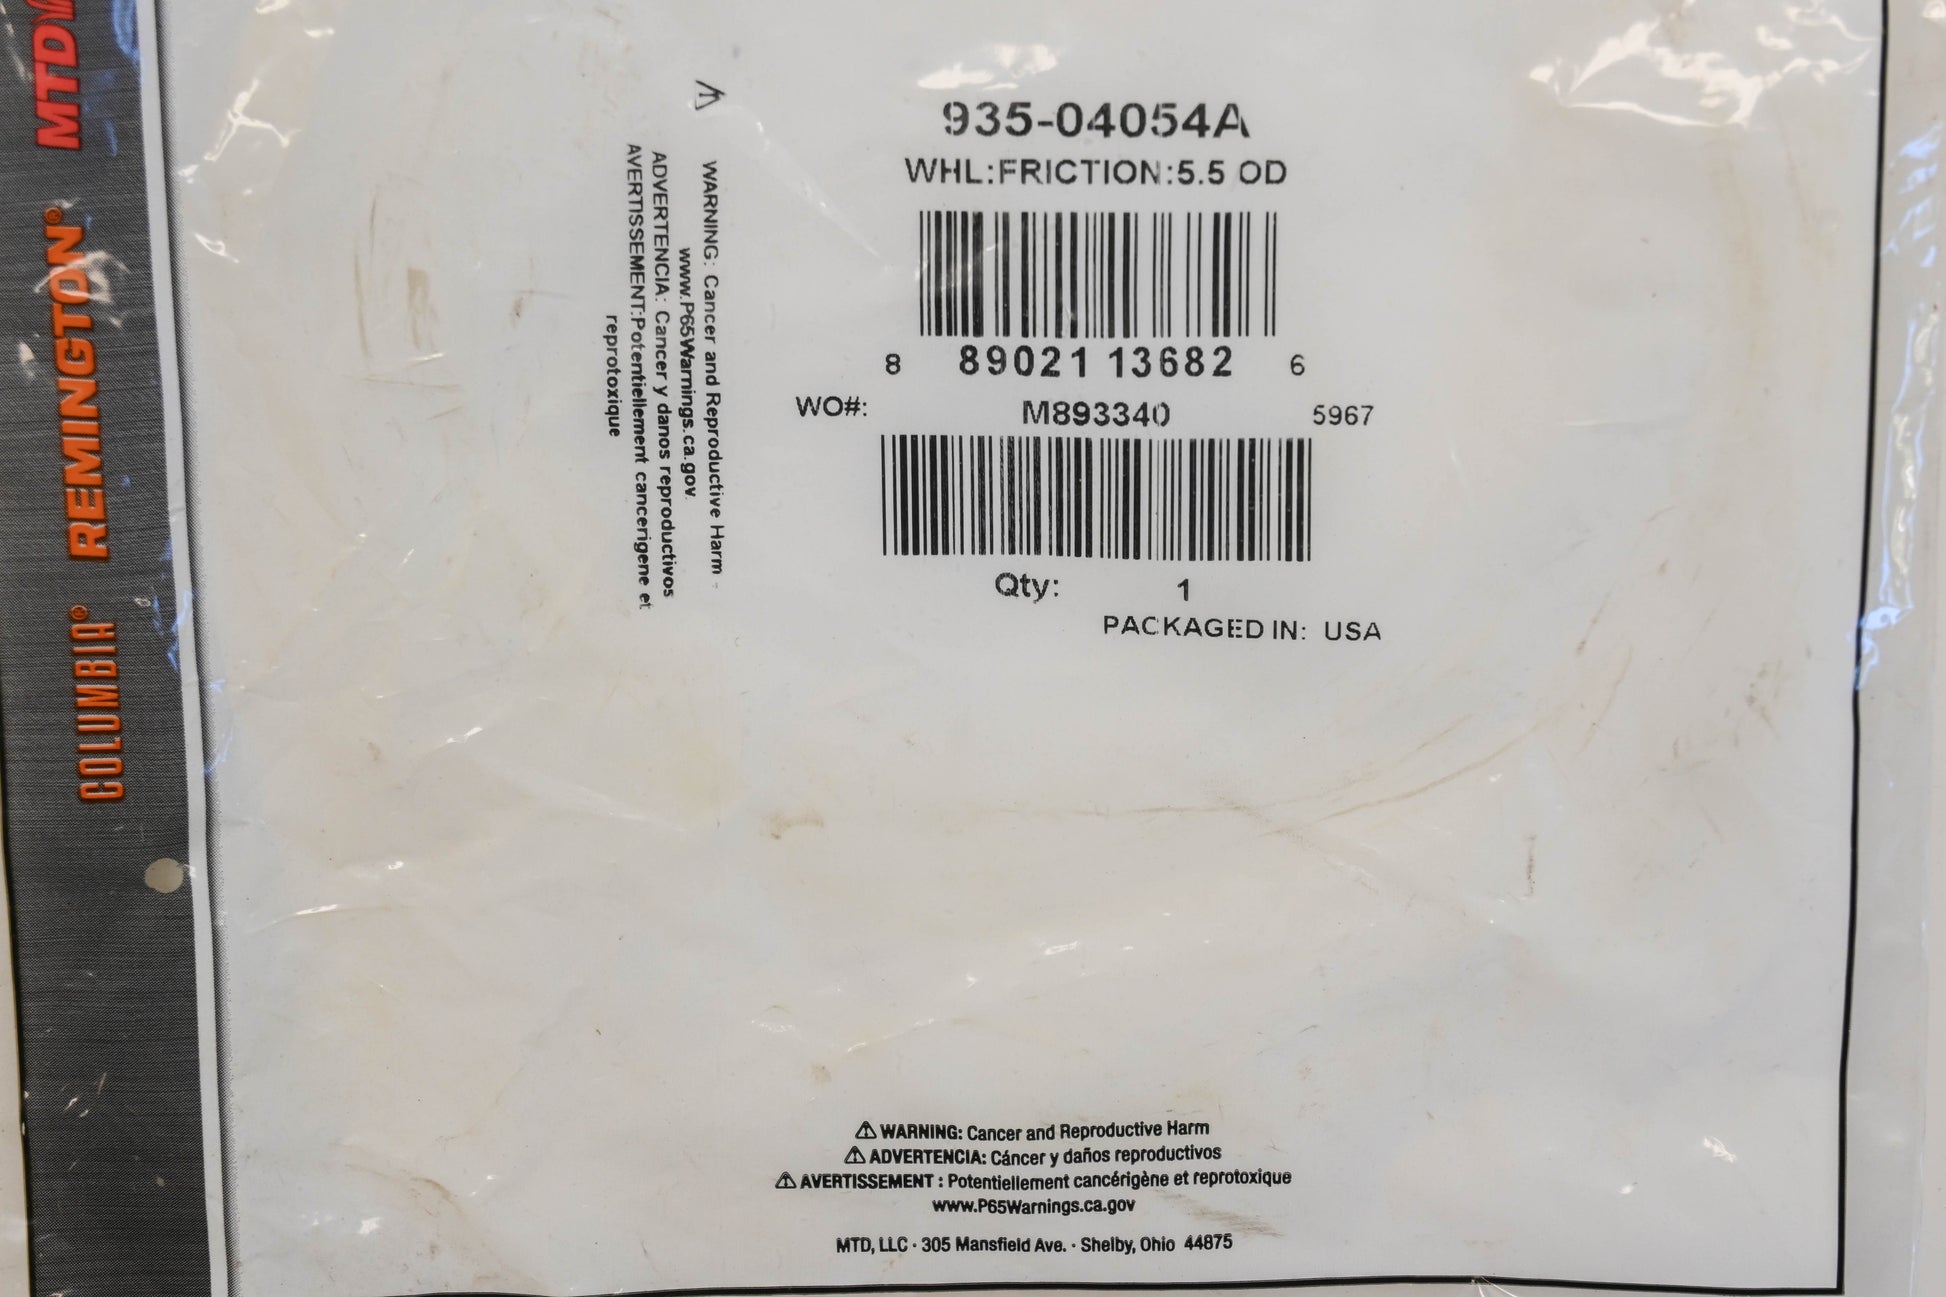 935-04054A
WHL:FRICTION:5.5 OD
8 89021 13682 6
WO#: M893340 5967
Qty: 1
PACKAGED IN: USA
WARNING: Cancer and Reproductive Harm -
www.P65Warnings.ca.gov.
ADVERTENCIA: Cancer y danos reproductivos
AVERTISSEMENT:Potentiellement cancerigene et
reprotoxique
MTD
REMINGTON®
COLUMBIA®
⚠ WARNING: Cancer and Reproductive Harm
⚠ ADVERTENCIA: Cáncer y daños reproductivos
⚠ AVERTISSEMENT : Potentiellement cancérigène et reprotoxique
www.P65Warnings.ca.gov
MTD, LLC · 305 Mansfield Ave. · Shelby, Ohio 44875